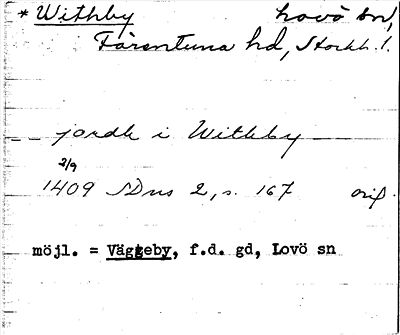 * Withby Lovö sn,
Färentuna hd, Stockh. l.
jordh i Withby
2/9
1409 SDns 2, s. 167 orig.
möjl. = Väggeby, f.d. gd, Lovö sn